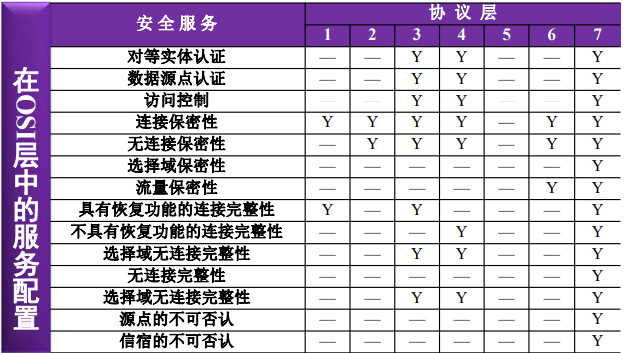 在OSI层中的服务配置
安全服务 协议层
1 2 3 4 5 6 7
对等实体认证 — — Y Y — — Y
数据源点认证 — — Y Y — — Y
访问控制 — — Y Y — — Y
连接保密性 Y Y Y Y — Y Y
无连接保密性 — Y Y Y — Y Y
选择域保密性 — — — — — — Y
流量保密性 — — — — — Y Y
具有恢复功能的连接完整性 Y — Y — — — Y
不具有恢复功能的连接完整性 — — — Y — — Y
选择域无连接完整性 — — Y Y — — Y
无连接完整性 — — — — — — Y
选择域无连接完整性 — — Y Y — — Y
源点的不可否认 — — — — — — Y
信宿的不可否认 — — — — — — Y